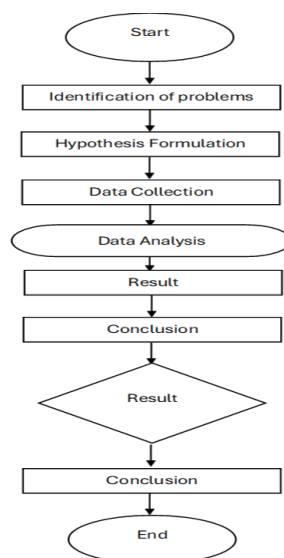 Start
Identification of problems
Hypothesis Formulation
Data Collection
Data Analysis
Result
Conclusion
Result
Conclusion
End